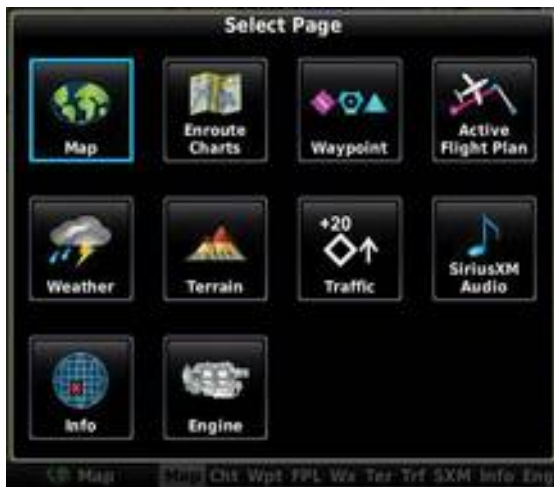 Select Page
Map
Enroute
Charts
Waypoint
Active
Flight Plan
Weather
Terrain
+20
Traffic
SiriusXM
Audio
Info
Engine
Map Map Cht Wpt FPL Wx Ter Trf SXM Info Eng